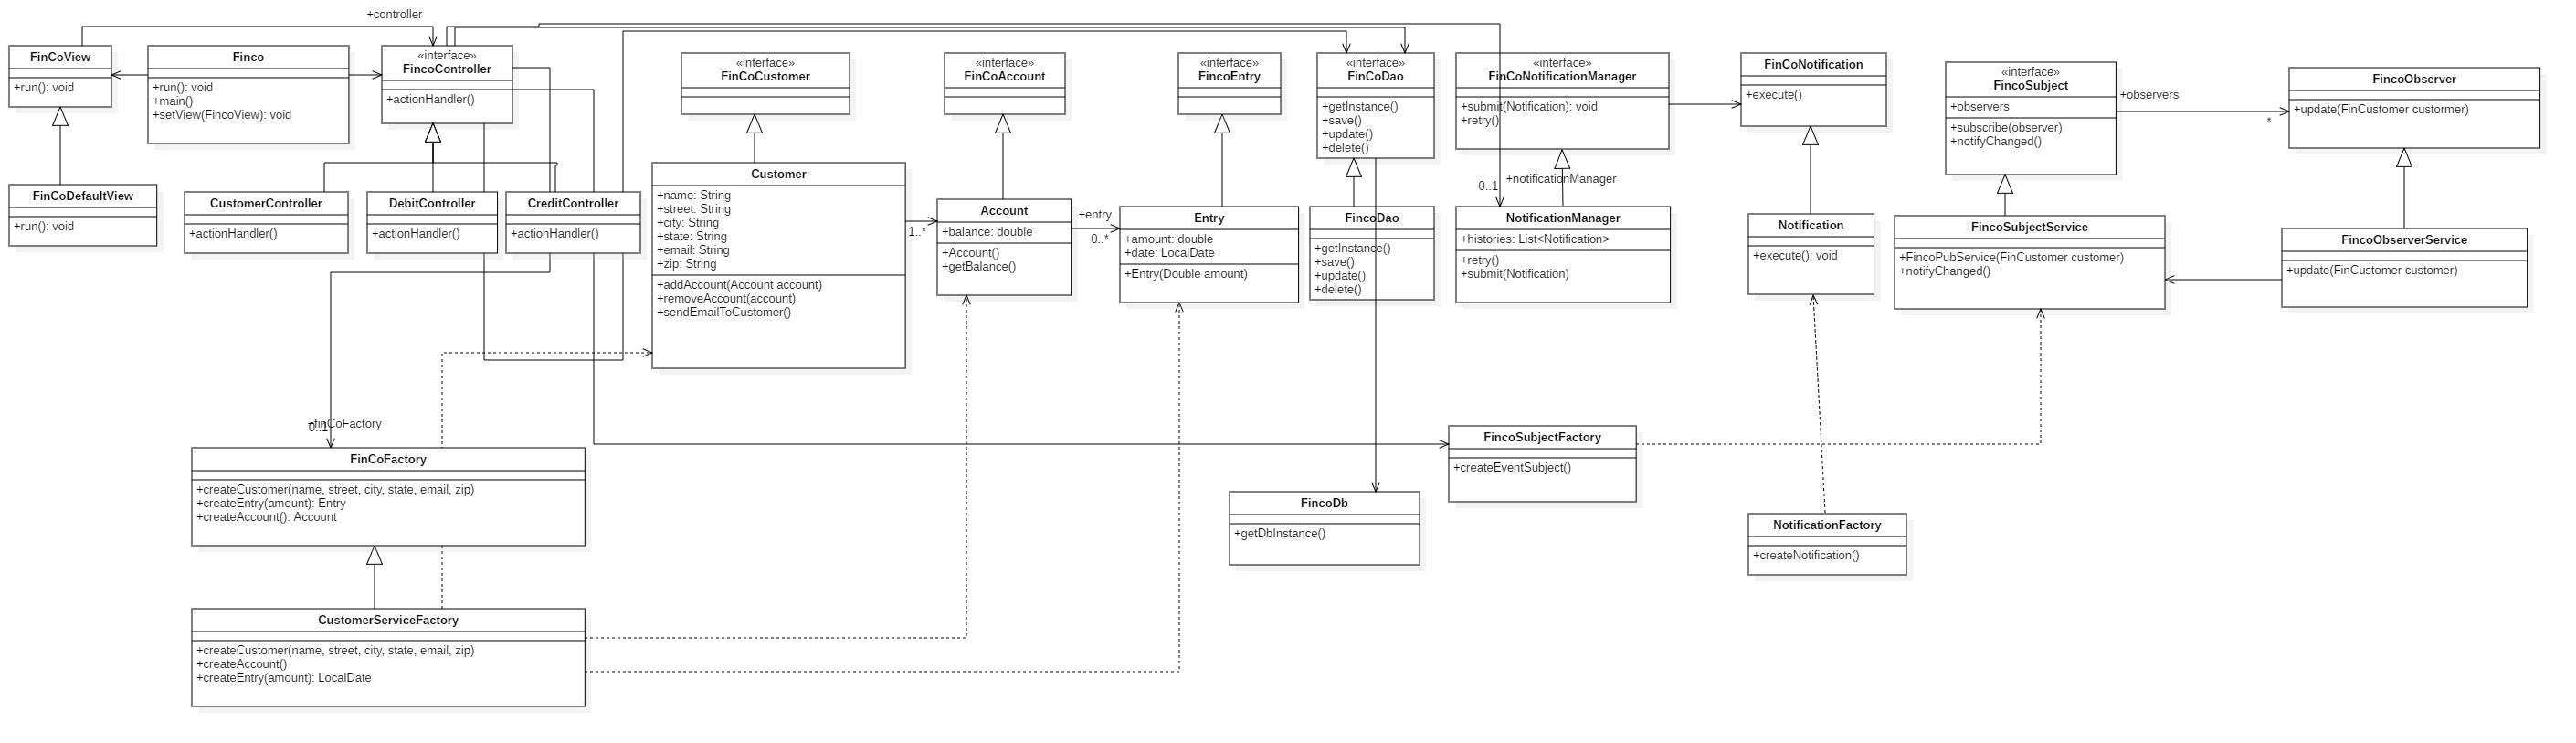 +controller
FinCoView
+run(): void
Finco
+run(): void
+main()
+setView(FincoView): void
«interface»
FincoController
+actionHandler()
«interface»
FinCoCustomer
«interface»
FinCoAccount
«interface»
FincoEntry
«interface»
FinCoDao
+getInstance()
+save()
+update()
+delete()
«interface»
FinCoNotificationManager
+submit(Notification): void
+retry()
FinCoNotification
+execute()
«interface»
FincoSubject
+observers
+subscribe(observer)
+notifyChanged()
+observers
*
FincoObserver
+update(FinCustomer custormer)
FinCoDefaultView
+run(): void
CustomerController
+actionHandler()
DebitController
+actionHandler()
CreditController
+actionHandler()
Customer
+name: String
+street: String
+city: String
+state: String
+email: String
+zip: String
+addAccount(Account account)
+removeAccount(account)
+sendEmailToCustomer()
1..*
Account
+balance: double
+Account()
+getBalance()
+entry
0..*
Entry
+amount: double
+date: LocalDate
+Entry(Double amount)
FincoDao
+getInstance()
+save()
+update()
+delete()
+notificationManager
0..1
NotificationManager
+histories: List<Notification>
+retry()
+submit(Notification)
Notification
+execute(): void
FincoSubjectService
+FincoPubService(FinCustomer customer)
+notifyChanged()
FincoObserverService
+update(FinCustomer customer)
+finCoFactory
0..1
FinCoFactory
+createCustomer(name, street, city, state, email, zip)
+createEntry(amount): Entry
+createAccount(): Account
FincoSubjectFactory
+createEventSubject()
FincoDb
+getDbInstance()
NotificationFactory
+createNotification()
CustomerServiceFactory
+createCustomer(name, street, city, state, email, zip)
+createAccount()
+createEntry(amount): LocalDate